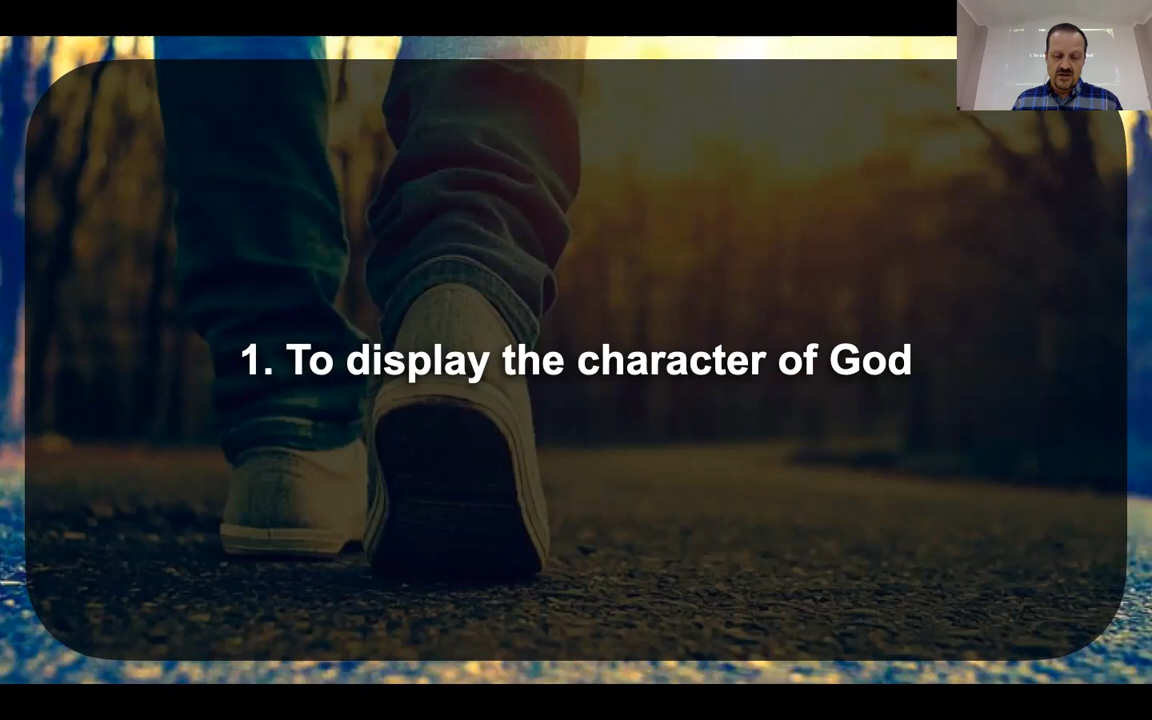 1. To display the character of God